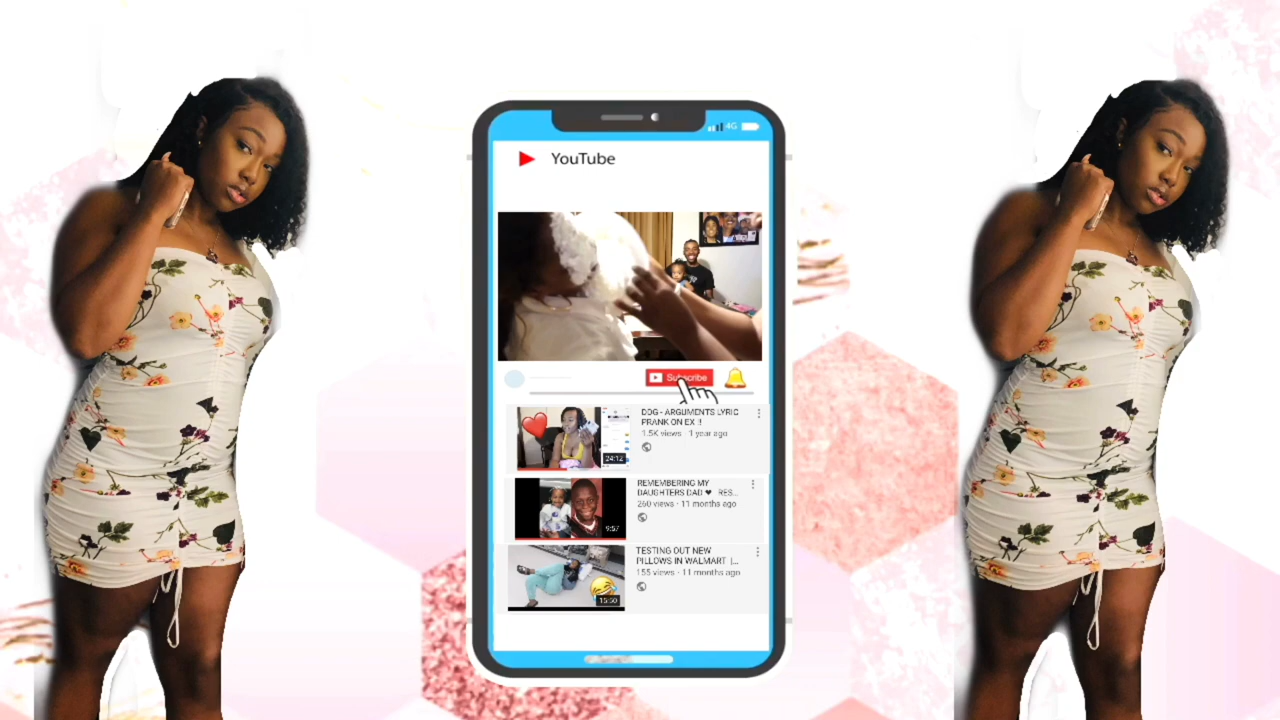 4G
YouTube
Subscribe
DDG - ARGUMENTS LYRIC
PRANK ON EX !!
1.5K views · 1 year ago
24:12
REMEMBERING MY
DAUGHTERS DAD ❤ RES...
260 views · 11 months ago
9:57
TESTING OUT NEW
PILLOWS IN WALMART |...
155 views · 11 months ago
15:50